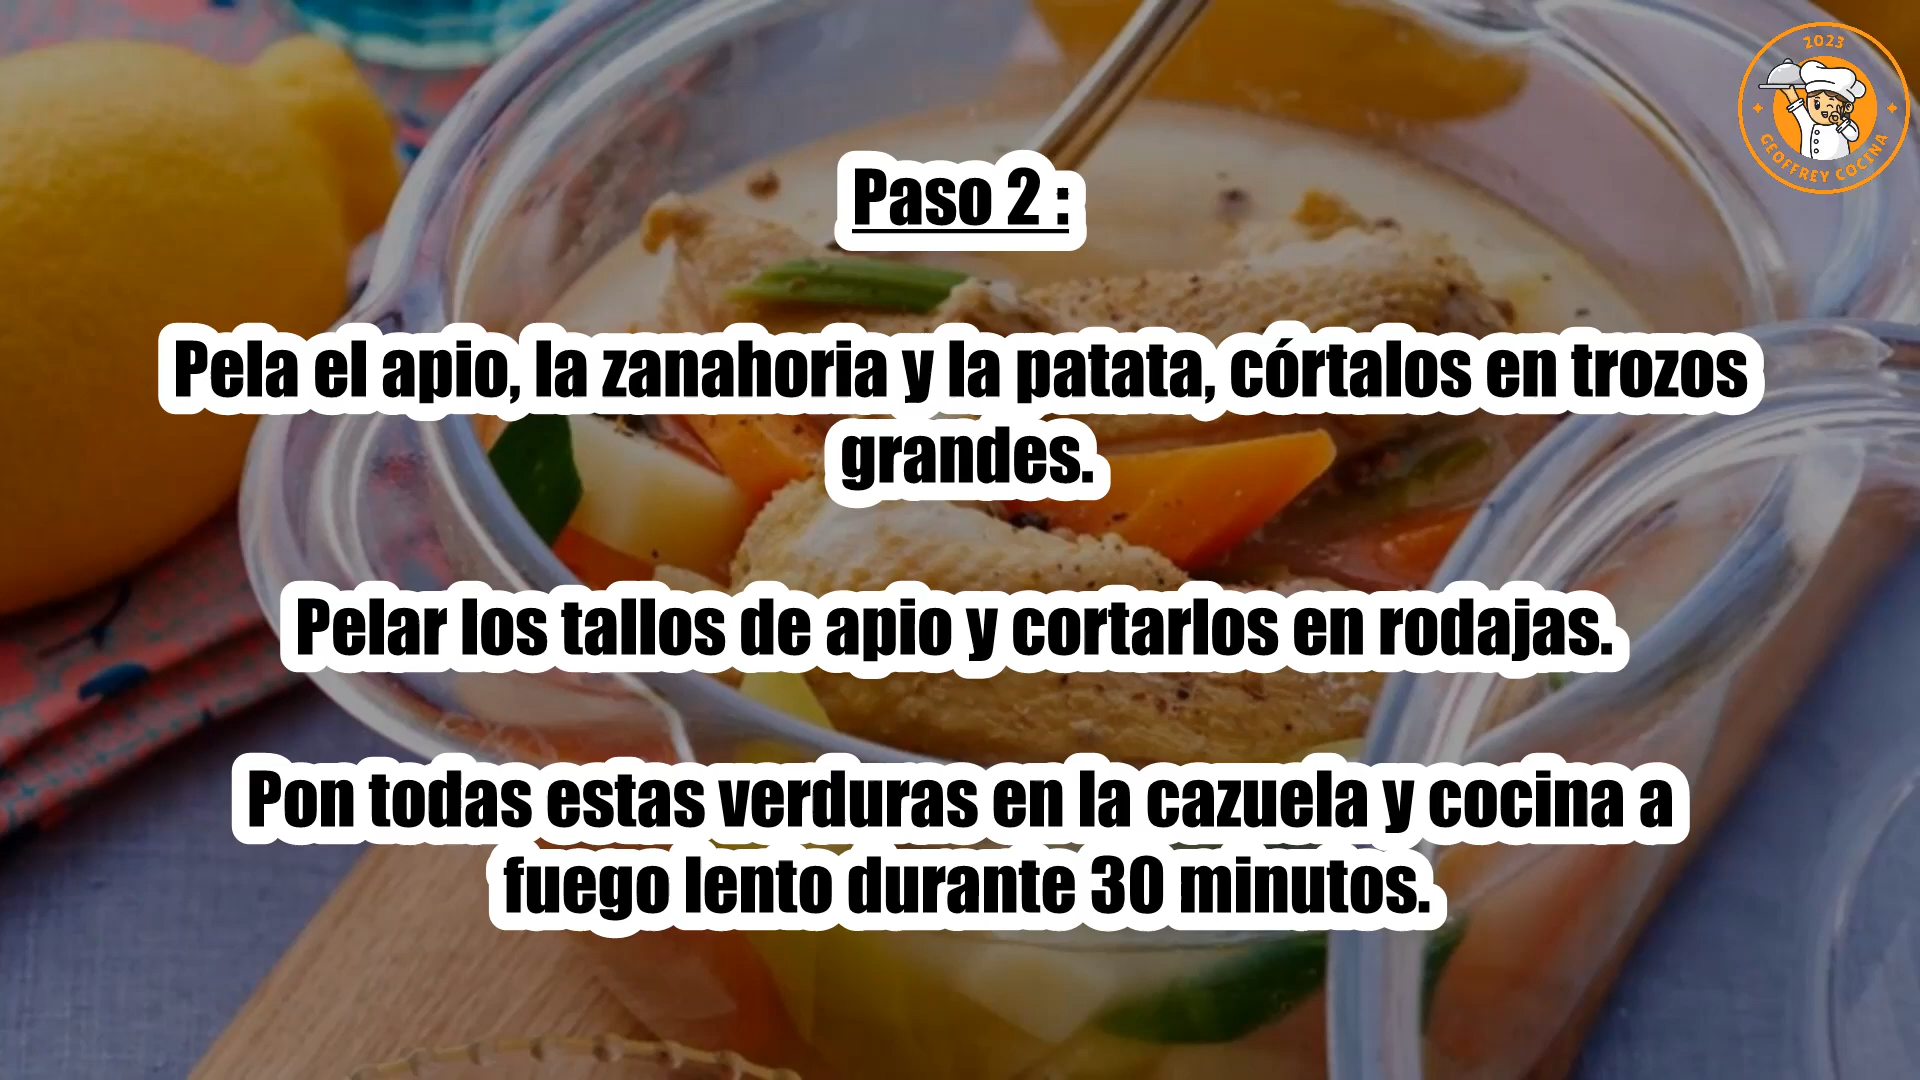 2023
GEOFFREY COCINA
Paso 2 :
Pela el apio, la zanahoria y la patata, córtalos en trozos
grandes.
Pelar los tallos de apio y cortarlos en rodajas.
Pon todas estas verduras en la cazuela y cocina a
fuego lento durante 30 minutos.